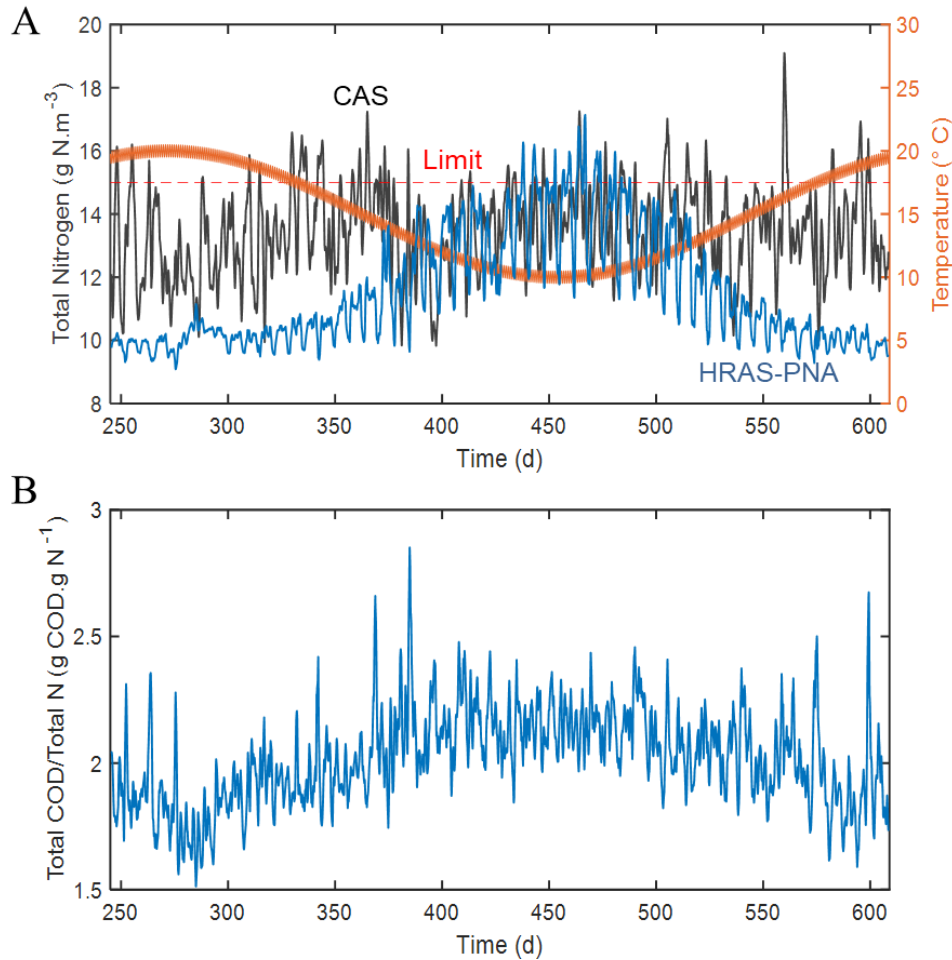 A
20
18
16
14
12
10
8
Total Nitrogen (g N.m-3)
CAS
Limit
HRAS-PNA
30
25
20
15
10
5
0
Temperature (° C)
250 300 350 400 450 500 550 600
Time (d)
B
3
2.5
2
1.5
Total COD/Total N (g COD.g N-1)
250 300 350 400 450 500 550 600
Time (d)